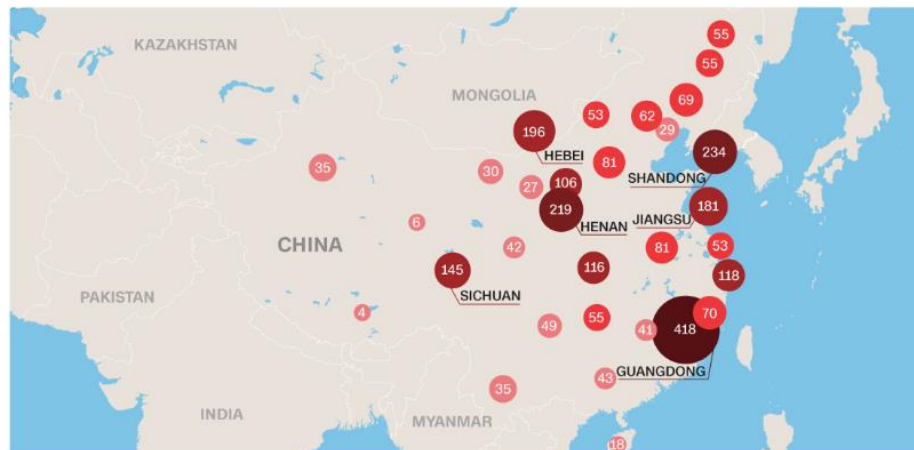 55
KAZAKHSTAN
55
MONGOLIA
69
53
62
29
196
HEBEI
234
81
SHANDONG
35
30
27
106
181
219
JIANGSU
HENAN
6
CHINA
42
81
53
145
116
118
SICHUAN
PAKISTAN
4
70
55
49
41
418
GUANGDONG
43
35
INDIA
MYANMAR
18